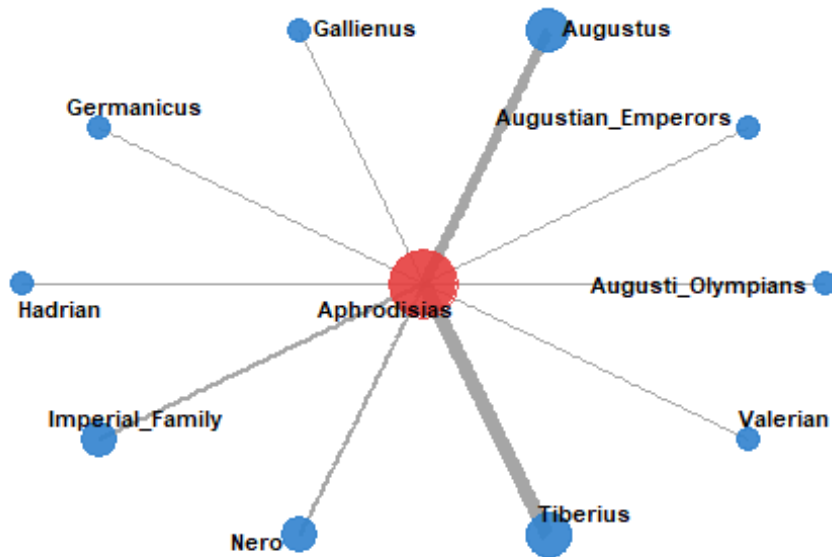 Gallienus
Augustus
Germanicus
Augustian_Emperors
Augusti_Olympians
Hadrian
Aphrodisias
Imperial_Family
Valerian
Tiberius
Nero